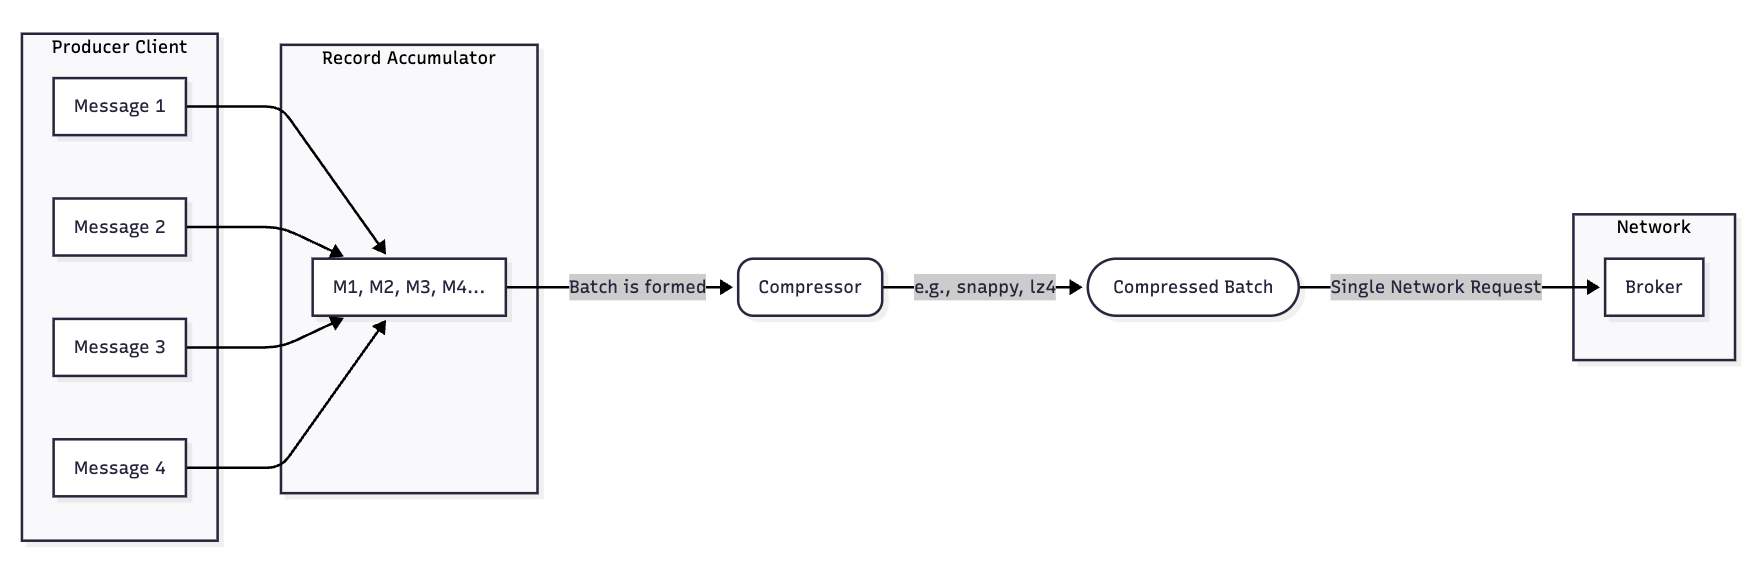 Producer Client
Message 1
Message 2
Message 3
Message 4
Record Accumulator
M1, M2, M3, M4...
Batch is formed
Compressor
e.g., snappy, lz4
Compressed Batch
Single Network Request
Network
Broker